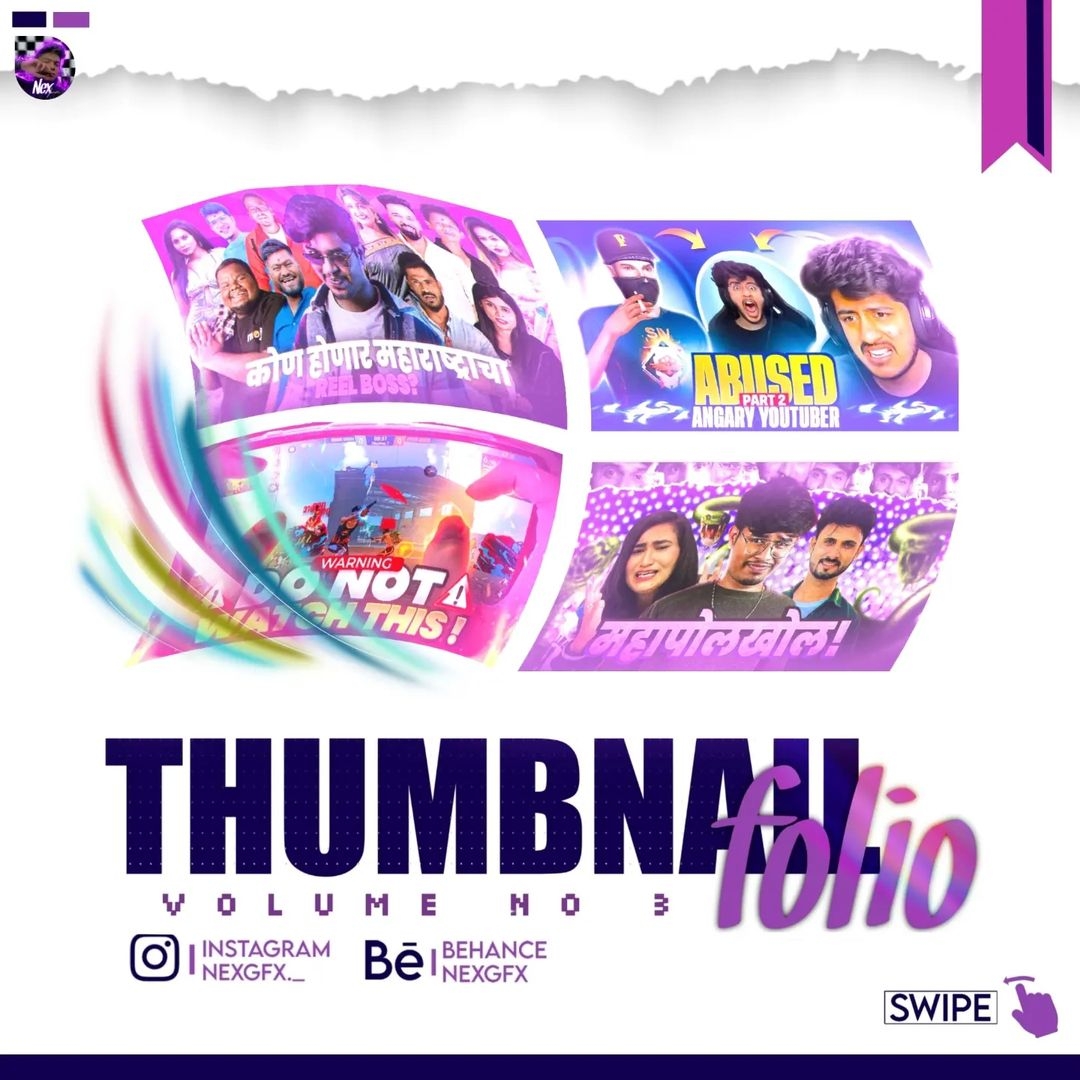 Nex
कोण होणार महाराष्ट्राचा
REEL BOSS?
ABUSED
PART 2
ANGARY YOUTUBER
WARNING
DO NOT
WATCH THIS!
महापोलखोल!
THUMBNAIL
folio
VOLUME NO 3
INSTAGRAM
NEXGFX._
Bē
BEHANCE
NEXGFX
SWIPE